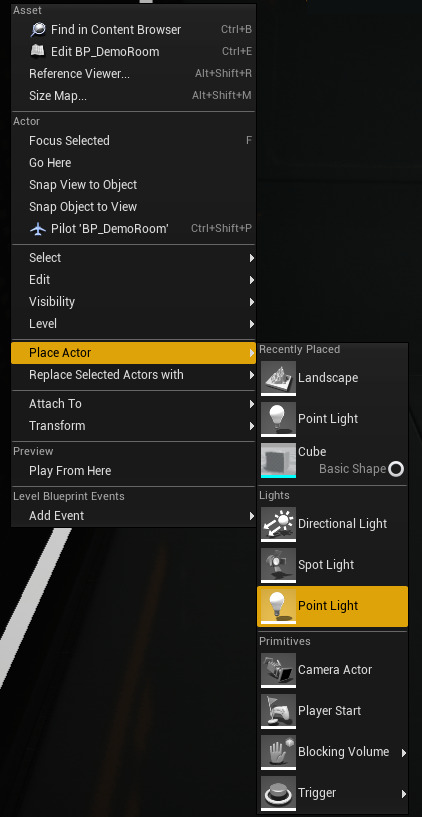 Asset
Find in Content Browser Ctrl+B
Edit BP_DemoRoom Ctrl+E
Reference Viewer... Alt+Shift+R
Size Map... Alt+Shift+M
Actor
Focus Selected F
Go Here
Snap View to Object
Snap Object to View
Pilot 'BP_DemoRoom' Ctrl+Shift+P
Select
Edit
Visibility
Level
Place Actor
Replace Selected Actors with
Attach To
Transform
Preview
Play From Here
Level Blueprint Events
Add Event
Recently Placed
Landscape
Point Light
Cube
Basic Shape
Lights
Directional Light
Spot Light
Point Light
Primitives
Camera Actor
Player Start
Blocking Volume
Trigger